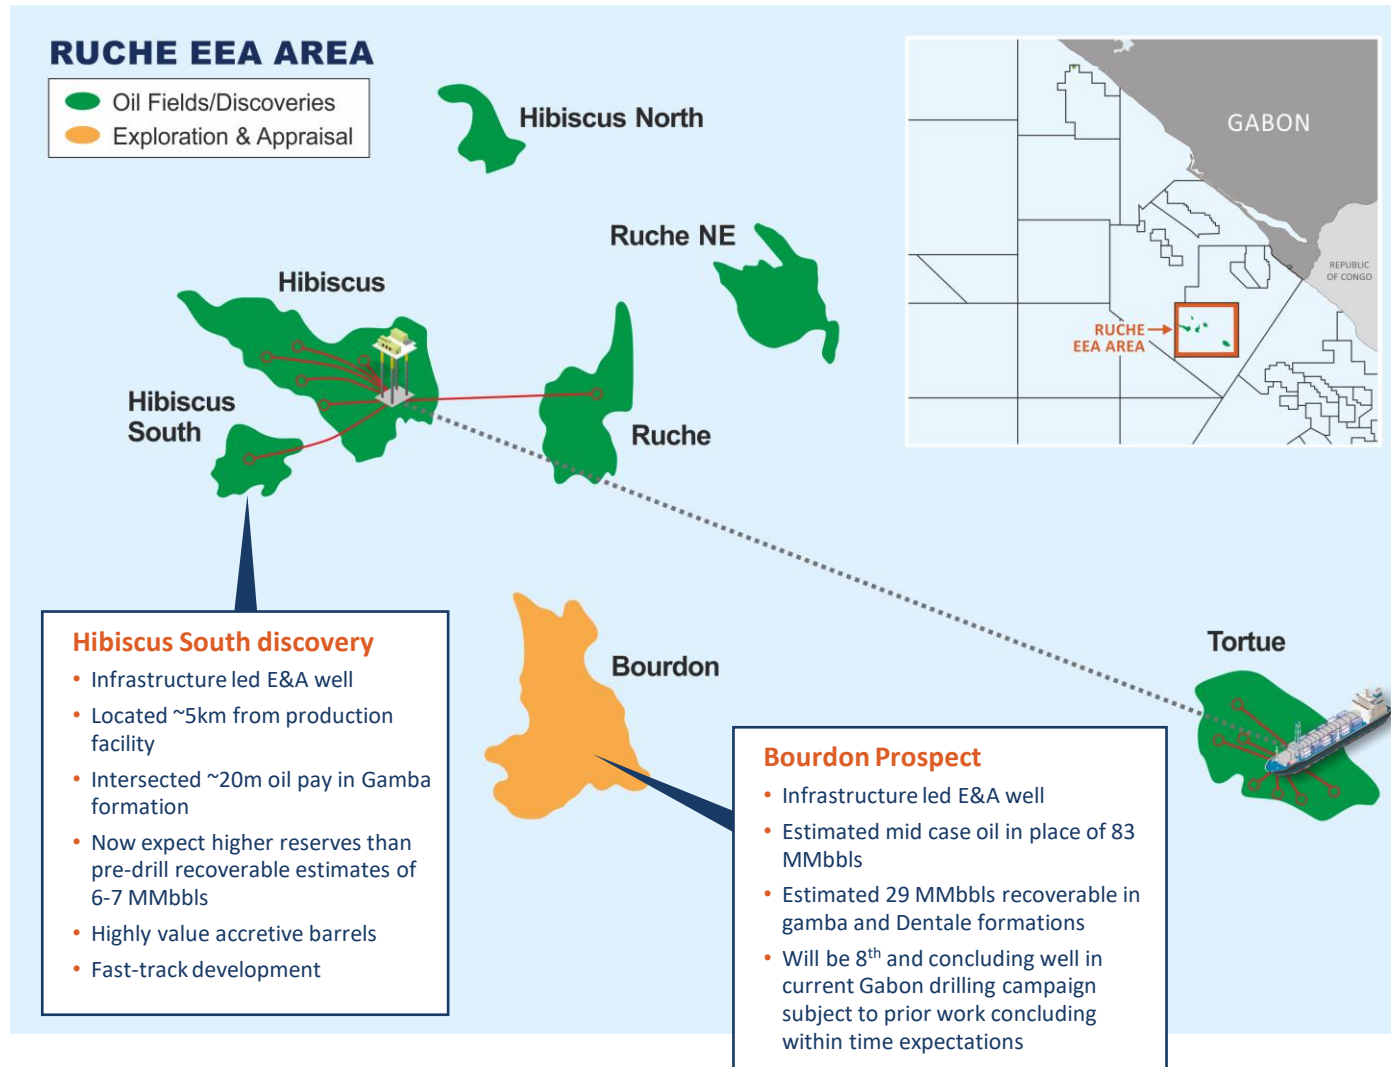 RUCHE EEA AREA
Oil Fields/Discoveries
Exploration & Appraisal
Hibiscus North
Ruche NE
Hibiscus
Hibiscus
South
Ruche
Bourdon
Tortue
GABON
REPUBLIC
OF CONGO
RUCHE
EEA AREA
Hibiscus South discovery
• Infrastructure led E&A well
• Located ~5km from production
facility
• Intersected ~20m oil pay in Gamba
formation
• Now expect higher reserves than
pre-drill recoverable estimates of
6-7 MMbbls
• Highly value accretive barrels
• Fast-track development
Bourdon Prospect
• Infrastructure led E&A well
• Estimated mid case oil in place of 83
MMbbls
• Estimated 29 MMbbls recoverable in
gamba and Dentale formations
• Will be 8th and concluding well in
current Gabon drilling campaign
subject to prior work concluding
within time expectations